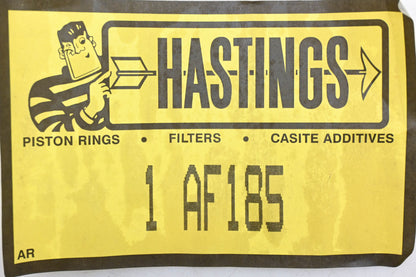 HASTINGS
PISTON RINGS • FILTERS • CASITE ADDITIVES
1 AF185
AR